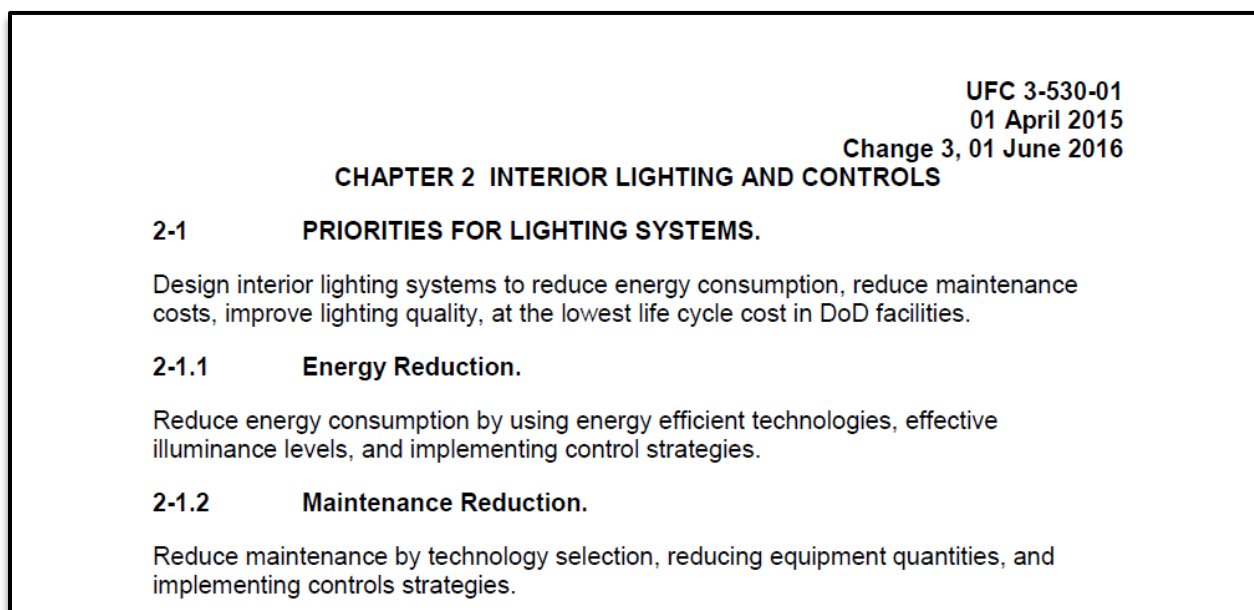 UFC 3-530-01
01 April 2015
Change 3, 01 June 2016
CHAPTER 2 INTERIOR LIGHTING AND CONTROLS
2-1 PRIORITIES FOR LIGHTING SYSTEMS.
Design interior lighting systems to reduce energy consumption, reduce maintenance
costs, improve lighting quality, at the lowest life cycle cost in DoD facilities.
2-1.1 Energy Reduction.
Reduce energy consumption by using energy efficient technologies, effective
illuminance levels, and implementing control strategies.
2-1.2 Maintenance Reduction.
Reduce maintenance by technology selection, reducing equipment quantities, and
implementing controls strategies.